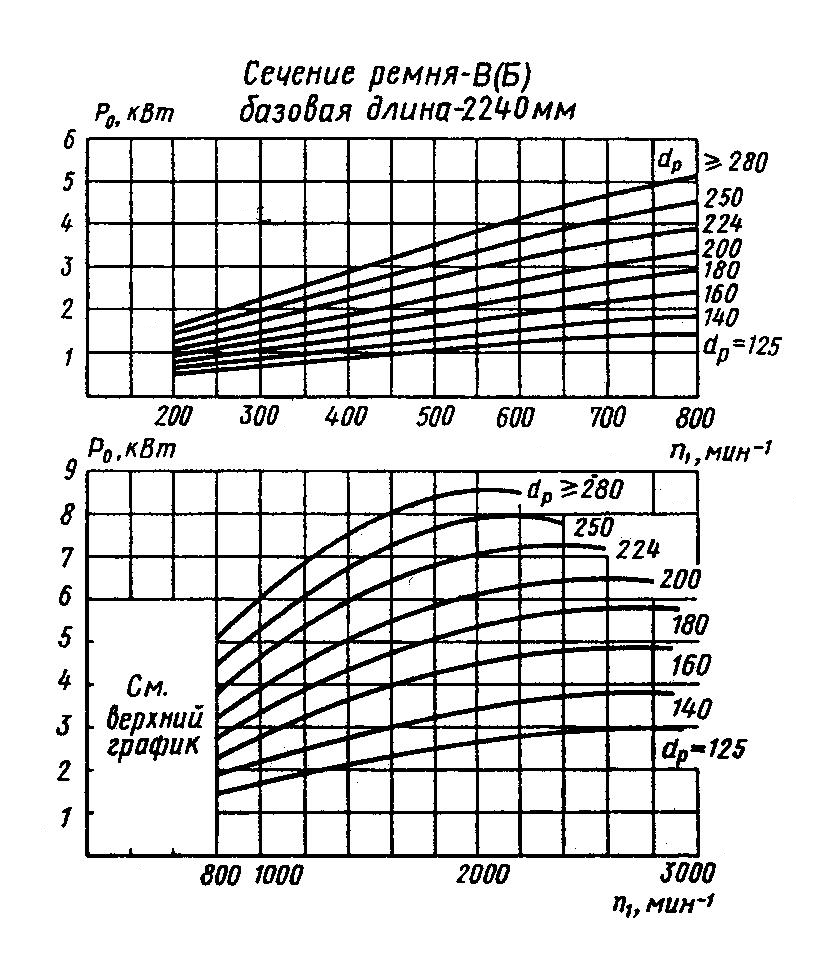 Сечение ремня-В(Б)
базовая длина-2240мм
P₀, кВт
6
5
4
3
2
1
dₚ ⩾ 280
250
224
200
180
160
140
dₚ=125
200 300 400 500 600 700 800
n₁, мин⁻¹
P₀, кВт
9
8
7
6
5
4
3
2
1
dₚ ⩾ 280
250
224
200
180
160
140
dₚ=125
См.
верхний
график
800 1000 2000 3000
n₁, мин⁻¹